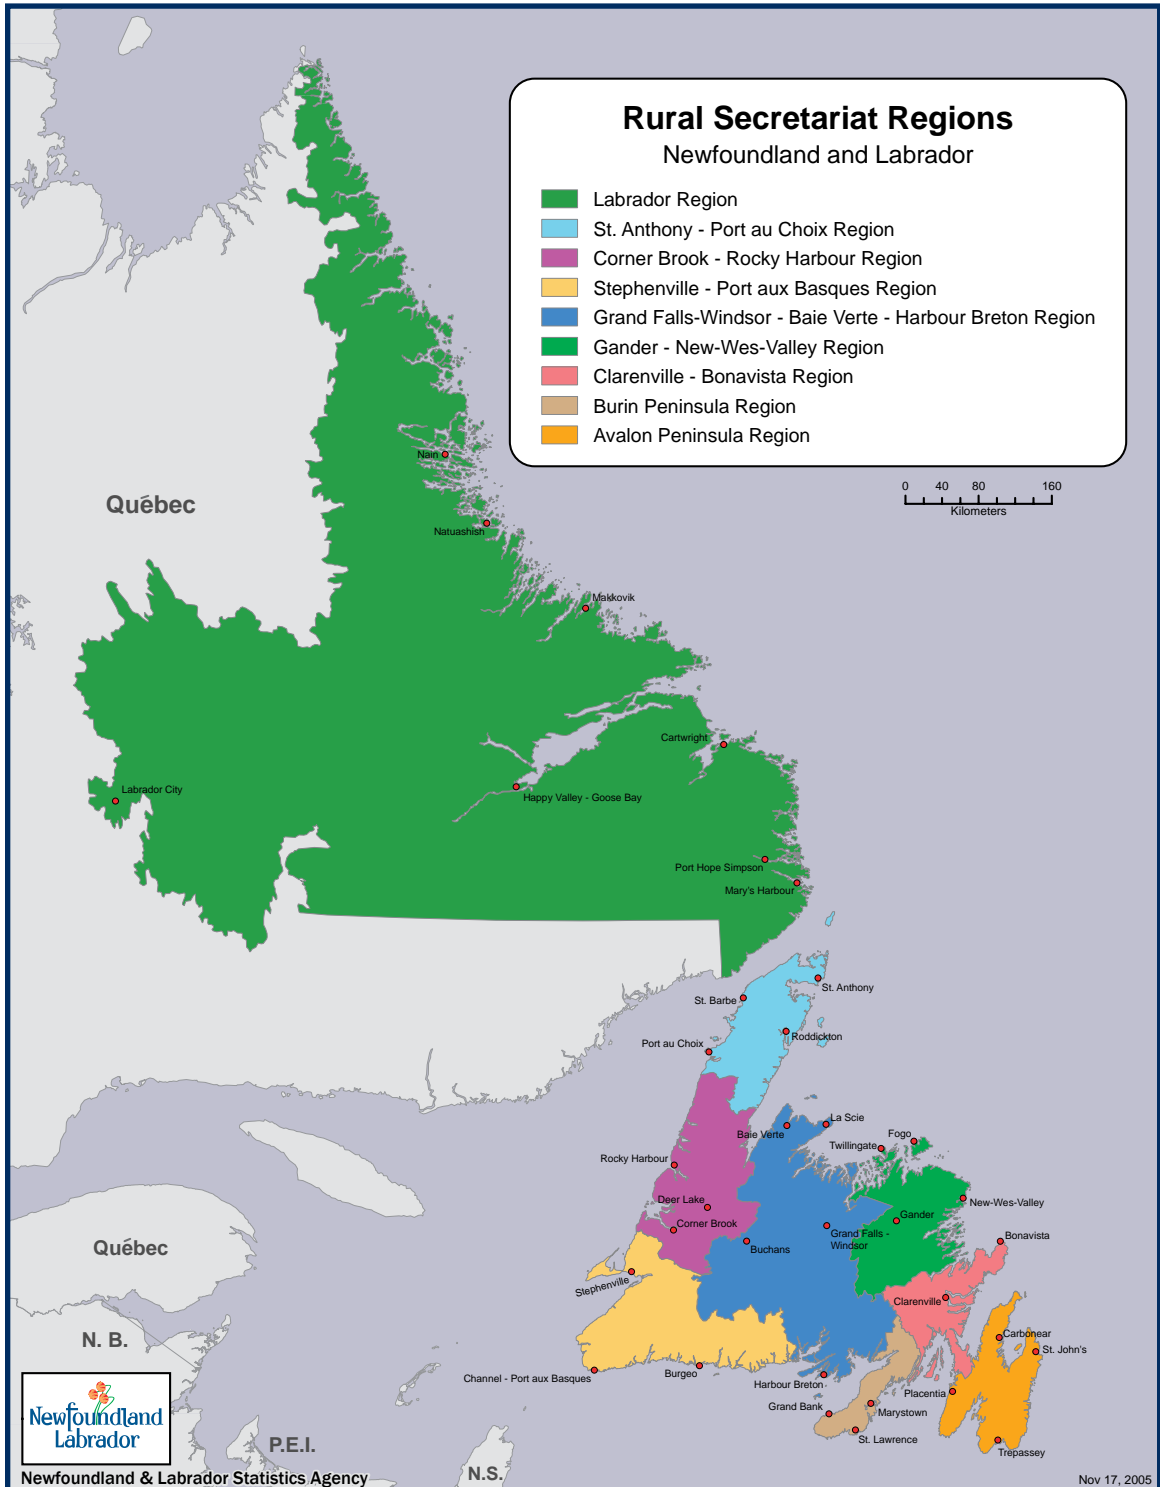 Rural Secretariat Regions
Newfoundland and Labrador
Labrador Region
St. Anthony - Port au Choix Region
Corner Brook - Rocky Harbour Region
Stephenville - Port aux Basques Region
Grand Falls-Windsor - Baie Verte - Harbour Breton Region
Gander - New-Wes-Valley Region
Clarenville - Bonavista Region
Burin Peninsula Region
Avalon Peninsula Region
0 40 80 160
Kilometers
Nain
Québec
Natuashish
Makkovik
Cartwright
Labrador City
Happy Valley - Goose Bay
Port Hope Simpson
Mary's Harbour
St. Anthony
St. Barbe
Roddickton
Port au Choix
La Scie
Baie Verte
Fogo
Twillingate
Rocky Harbour
Deer Lake
New-Wes-Valley
Gander
Corner Brook
Grand Falls -
Windsor
Bonavista
Québec
Buchans
Stephenville
Clarenville
N. B.
Carbonear
St. John's
Channel - Port aux Basques
Burgeo
Harbour Breton
Placentia
Grand Bank
Marystown
St. Lawrence
Trepassey
Newfoundland
Labrador
P.E.I.
N.S.
Newfoundland & Labrador Statistics Agency
Nov 17, 2005